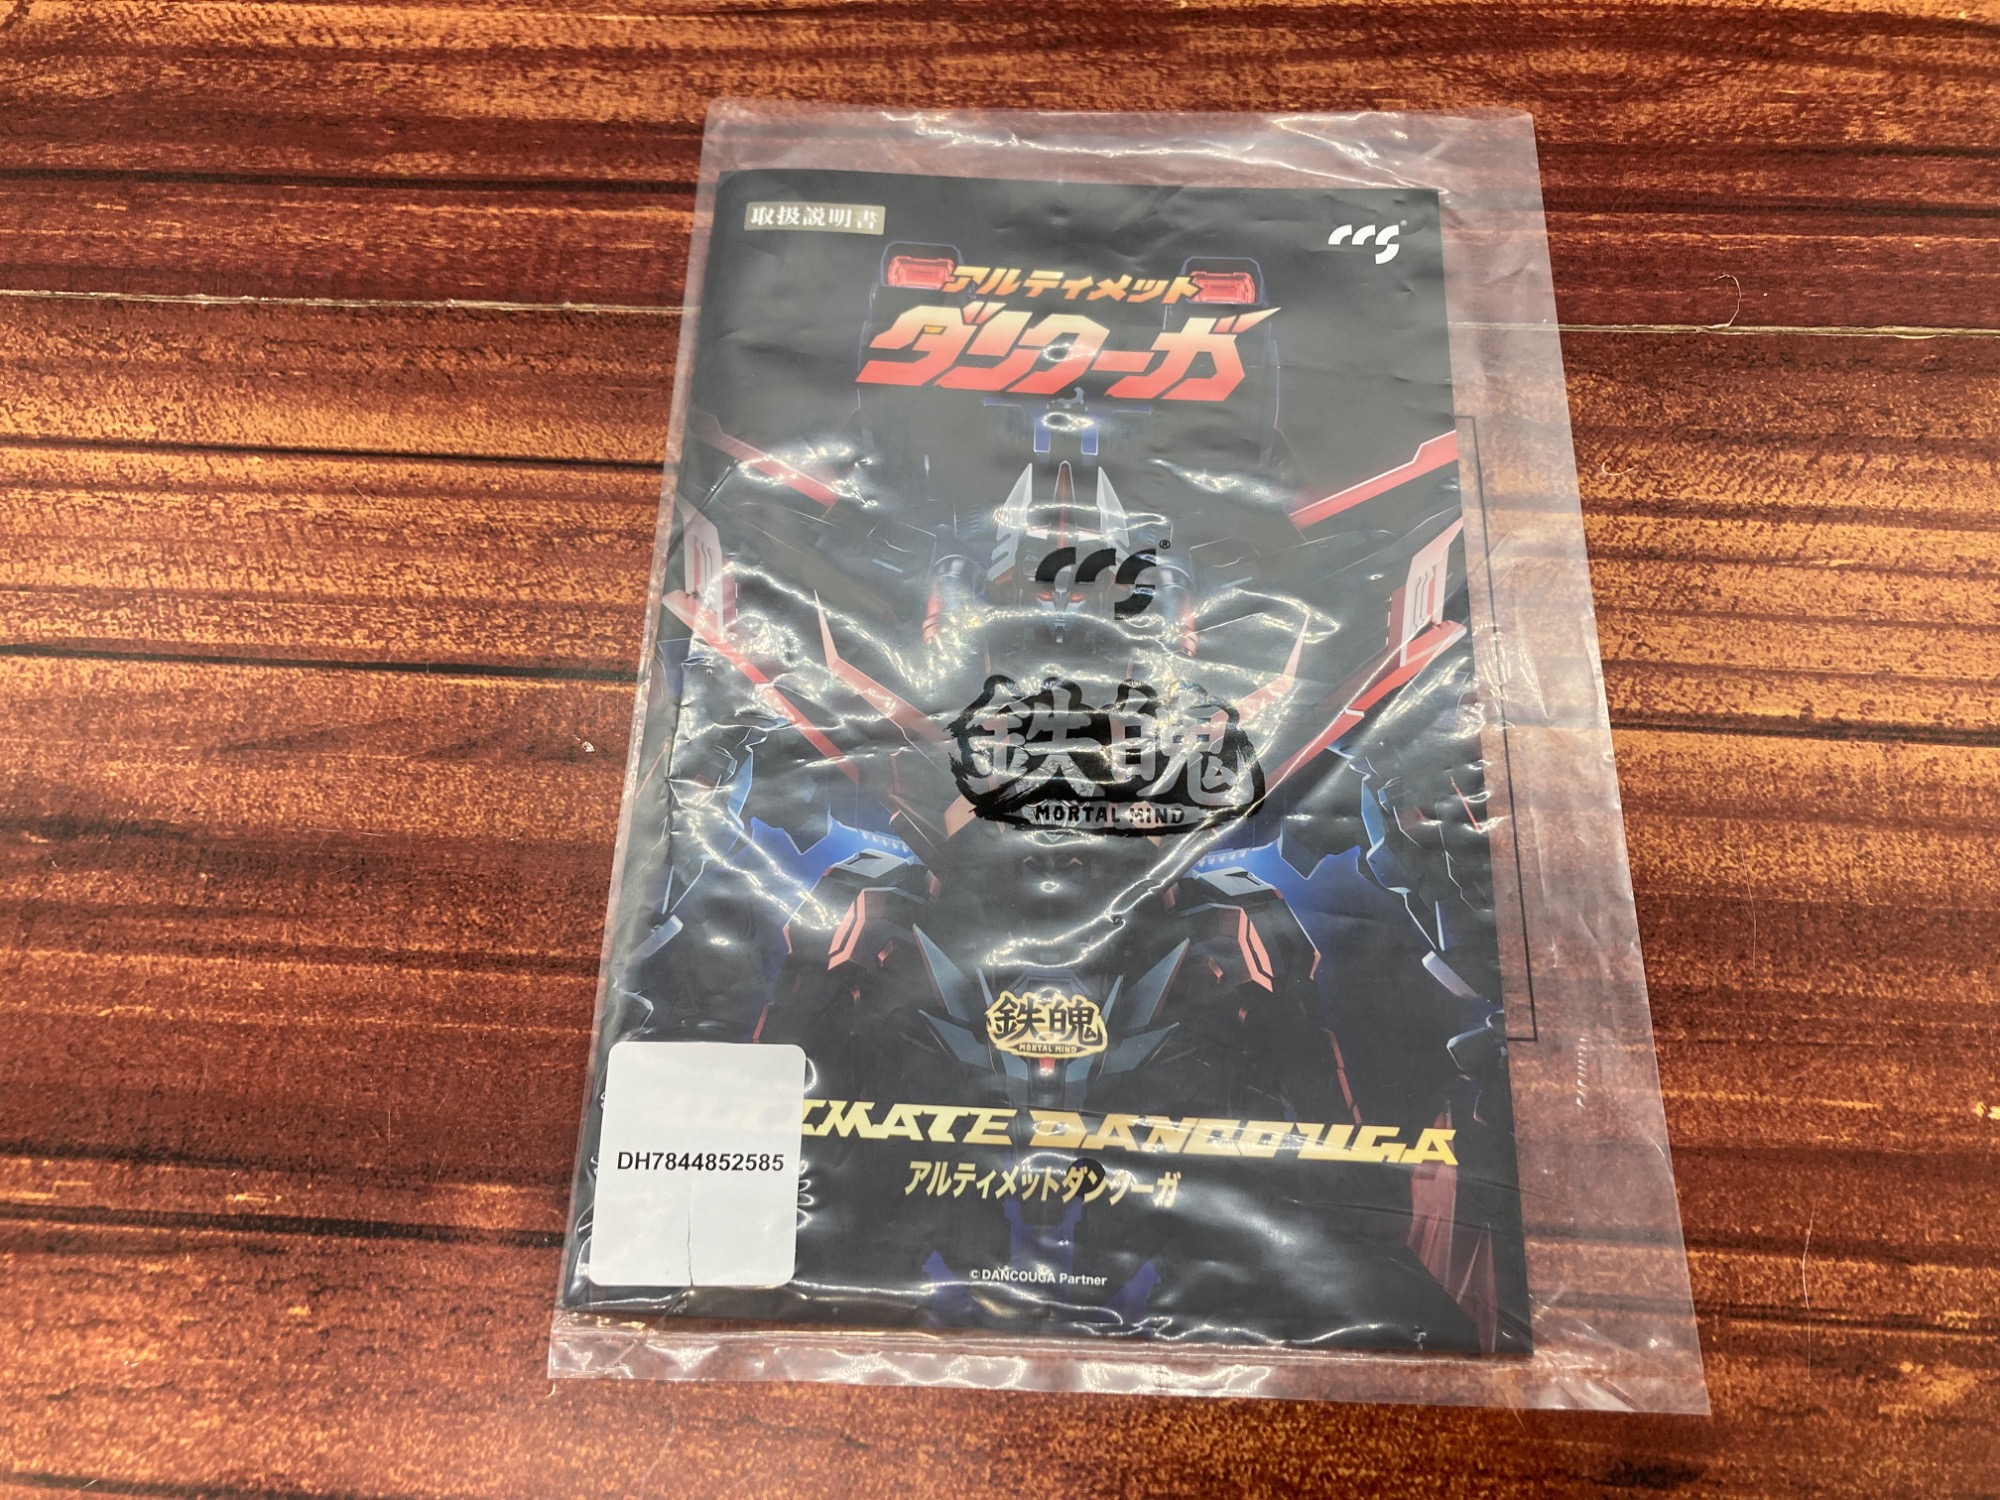 取扱説明書
CCS®
アルティメット
ダンクーガ
CCS®
鉄魄
MORTAL MIND
鉄魄
MORTAL MIND
IMATE DANCOUGA
アルティメットダンクーガ
DH7844852585
© DANCOUGA Partner